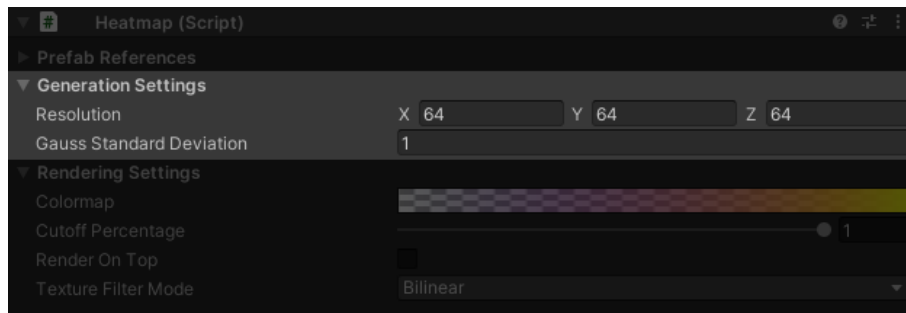 # Heatmap (Script)
Prefab References
Generation Settings
Resolution X 64 Y 64 Z 64
Gauss Standard Deviation 1
Rendering Settings
Colormap
Cutoff Percentage 1
Render On Top
Texture Filter Mode Bilinear